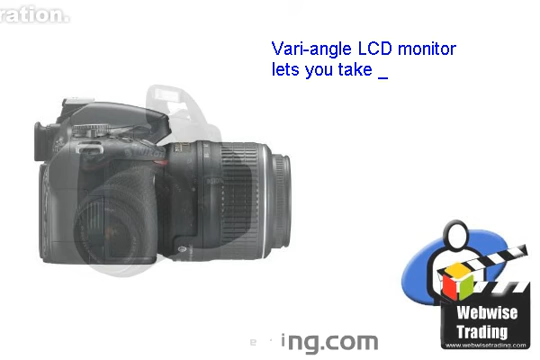 ration.
Vari-angle LCD monitor
lets you take _
ing.com
Webwise
Trading
www.webwisetrading.com